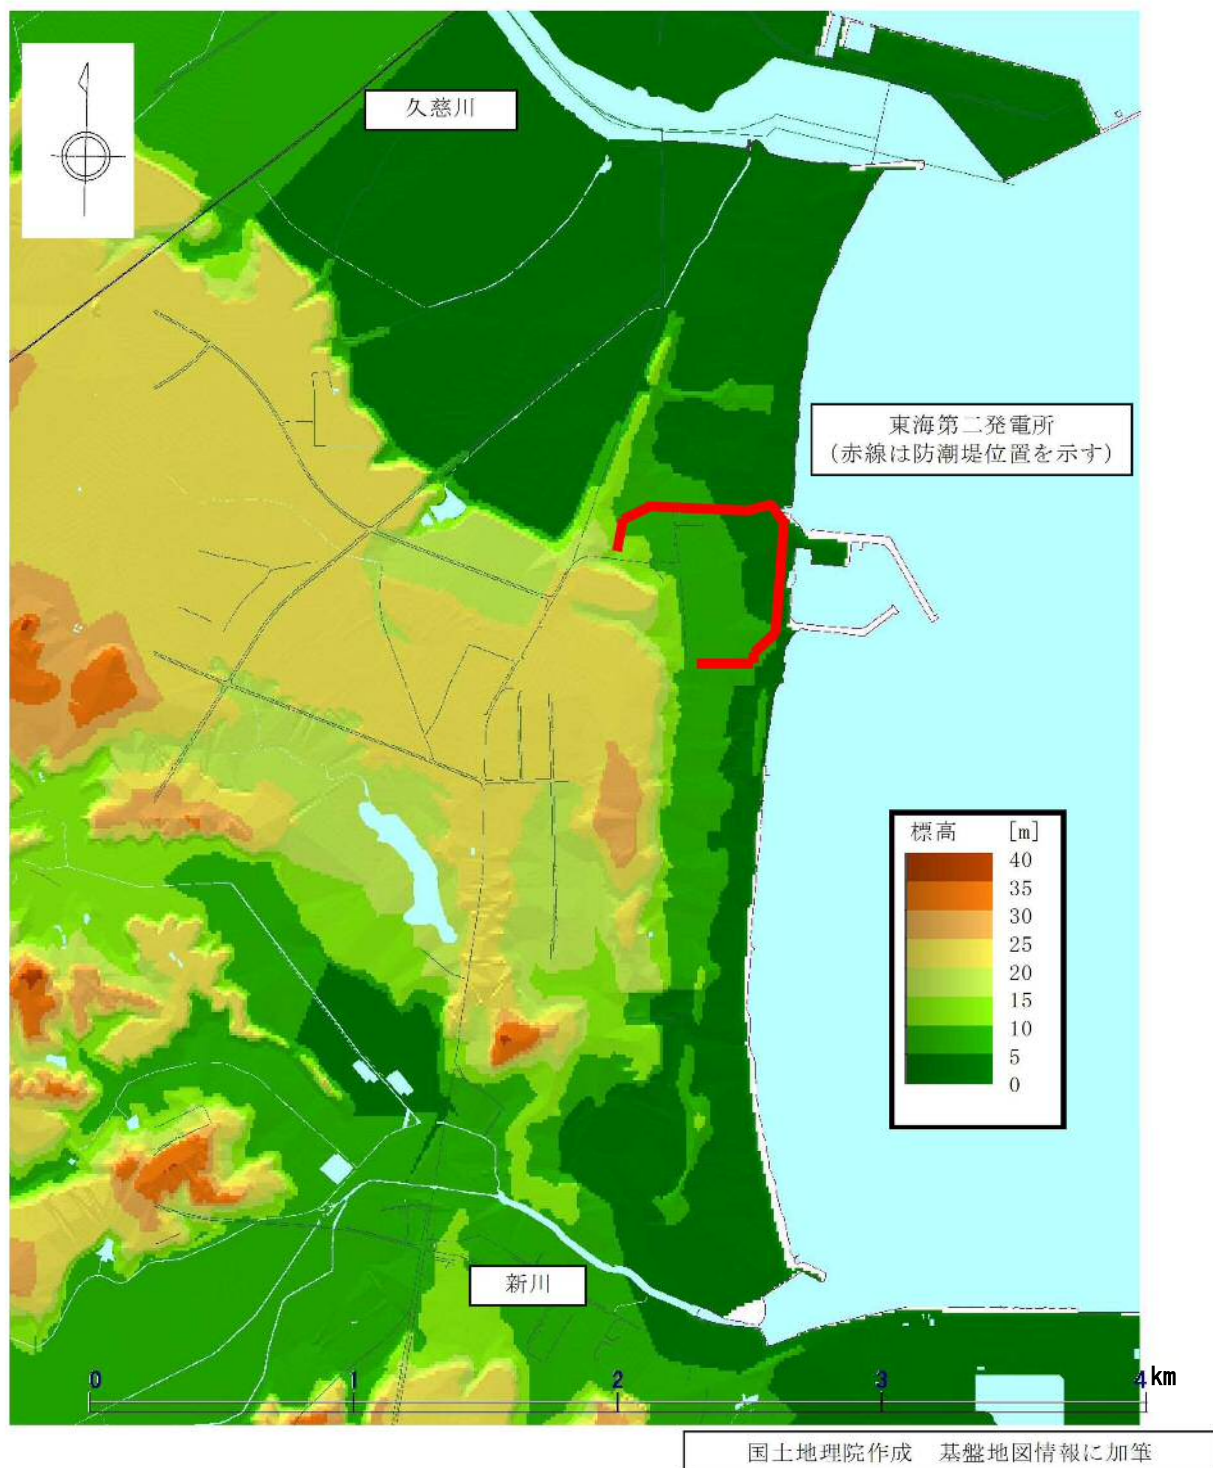 久慈川
東海第二発電所
(赤線は防潮堤位置を示す)
標高 [m]
40
35
30
25
20
15
10
5
0
新川
0 1 2 3 4 km
国土地理院作成 基盤地図情報に加筆